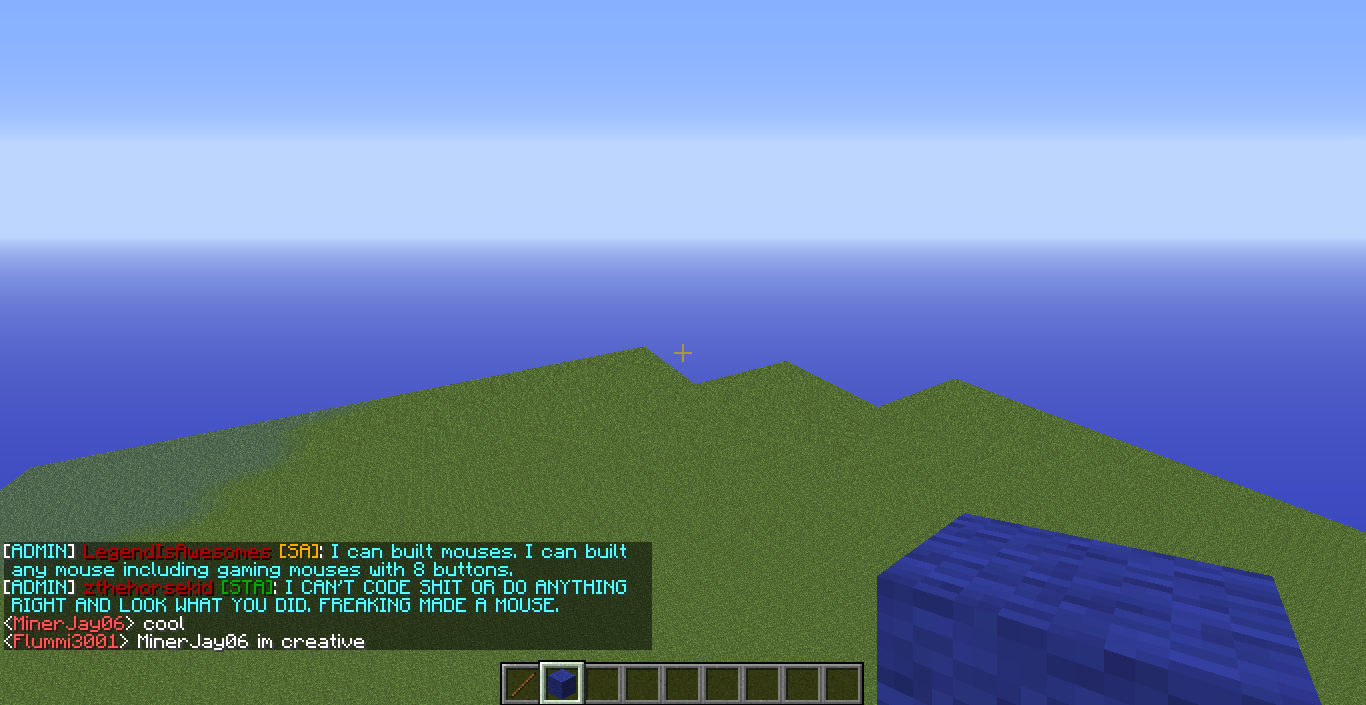 [ADMIN] LegendIsAwesomes [SA]: I can built mouses. I can built
any mouse including gaming mouses with 8 buttons.
[ADMIN] zthehorsekid [STA]: I CAN'T CODE SHIT OR DO ANYTHING
RIGHT AND LOOK WHAT YOU DID. FREAKING MADE A MOUSE.
<MinerJay06> cool
<Flummi3001> MinerJay06 im creative